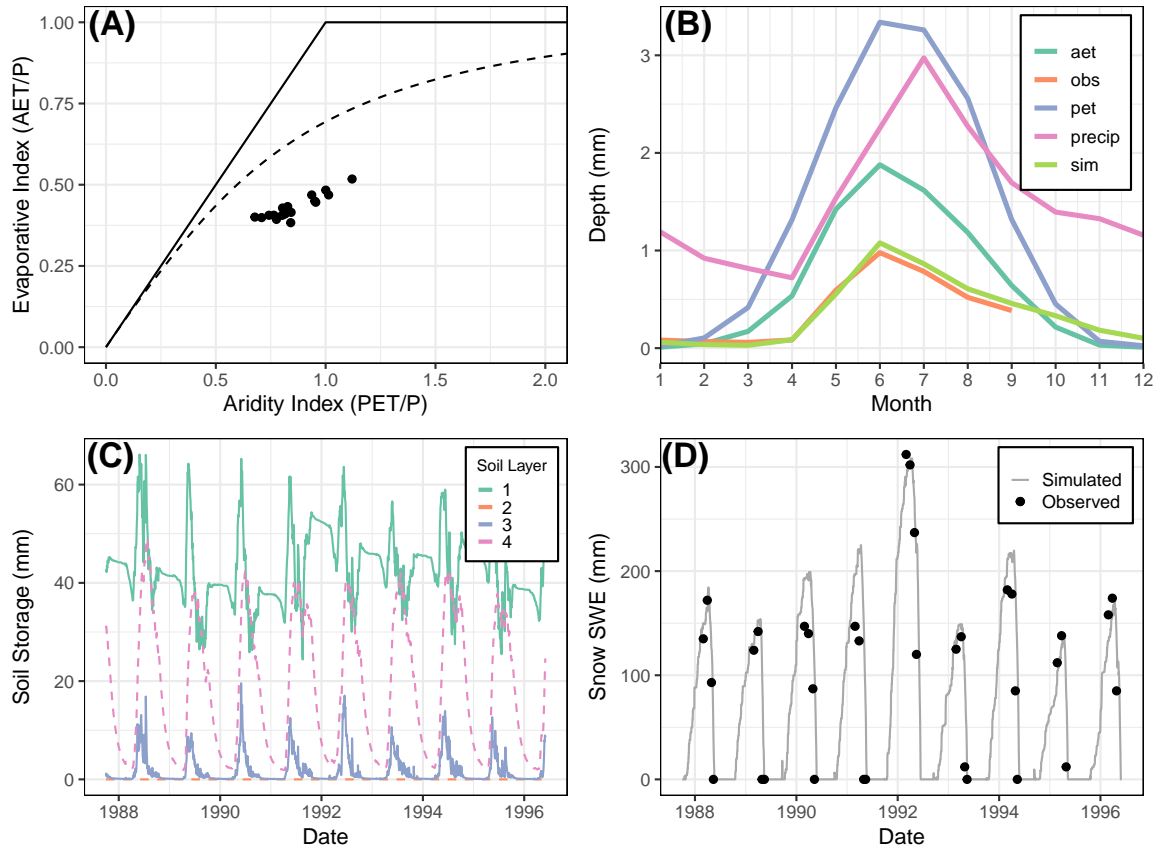 (A)
Evaporative Index (AET/P)
1.00
0.75
0.50
0.25
0.00
0.0 0.5 1.0 1.5 2.0
Aridity Index (PET/P)
(B)
Depth (mm)
3
2
1
0
aet
obs
pet
precip
sim
1 2 3 4 5 6 7 8 9 10 11 12
Month
(C)
Soil Storage (mm)
60
40
20
0
Soil Layer
1
2
3
4
1988 1990 1992 1994 1996
Date
(D)
Snow SWE (mm)
300
200
100
0
Simulated
Observed
1988 1990 1992 1994 1996
Date